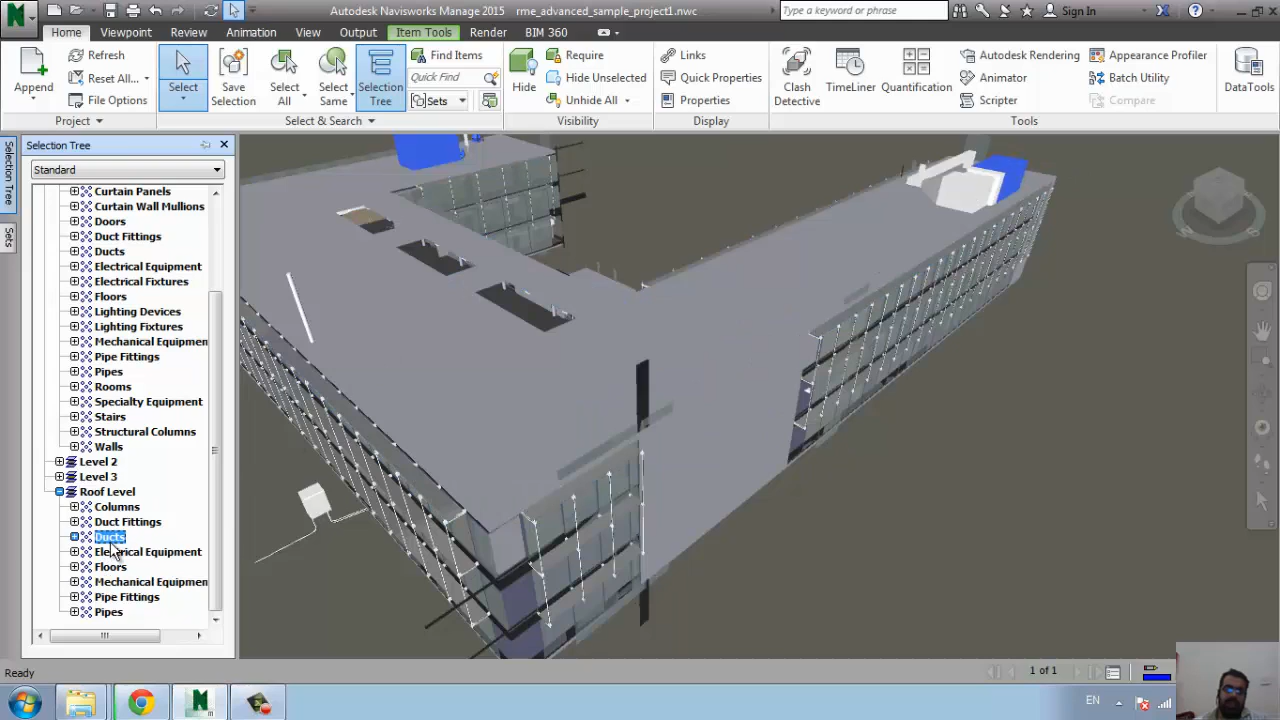 Autodesk Navisworks Manage 2015 rme_advanced_sample_project1.nwc
Type a keyword or phrase
Sign In
Home Viewpoint Review Animation View Output Item Tools Render BIM 360
Append
Refresh
Reset All...
File Options
Project
Select
Save Selection
Select All
Select Same
Selection Tree
Find Items
Quick Find
Sets
Select & Search
Hide
Require
Hide Unselected
Unhide All
Visibility
Links
Quick Properties
Properties
Display
Clash Detective
TimeLiner
Quantification
Autodesk Rendering
Animator
Scripter
Appearance Profiler
Batch Utility
Compare
DataTools
Tools
Selection Tree
Sets
Selection Tree
Standard
Curtain Panels
Curtain Wall Mullions
Doors
Duct Fittings
Ducts
Electrical Equipment
Electrical Fixtures
Floors
Lighting Devices
Lighting Fixtures
Mechanical Equipmen
Pipe Fittings
Pipes
Rooms
Specialty Equipment
Stairs
Structural Columns
Walls
Level 2
Level 3
Roof Level
Columns
Duct Fittings
Ducts
Electrical Equipment
Floors
Mechanical Equipmen
Pipe Fittings
Pipes
Ready
1 of 1
EN